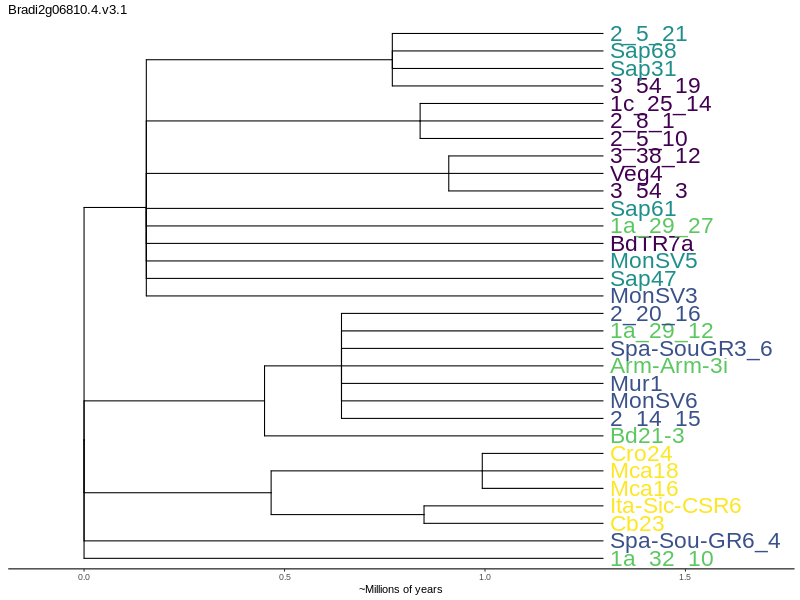 Bradi2g06810.4.v3.1
2_5_21
Sap68
Sap31
3_54_19
1c_25_14
2_8_1
2_5_10
3_38_12
Veg4
3_54_3
Sap61
1a_29_27
BdTR7a
MonSV5
Sap47
MonSV3
2_20_16
1a_29_12
Spa-SouGR3_6
Arm-Arm-3i
Mur1
MonSV6
2_14_15
Bd21-3
Cro24
Mca18
Mca16
Ita-Sic-CSR6
Cb23
Spa-Sou-GR6_4
1a_32_10
0.0 0.5 1.0 1.5
~Millions of years